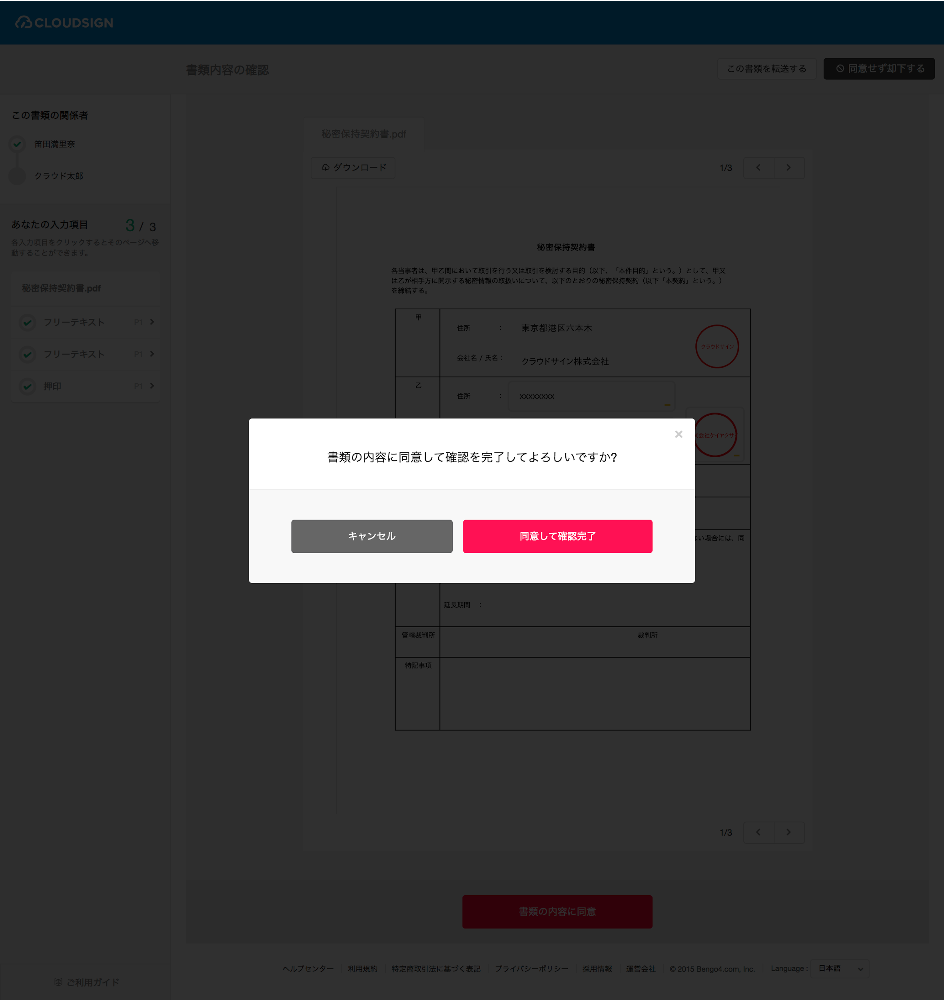 CLOUDSIGN
書類内容の確認
この書類を転送する
同意せず却下する
この書類の関係者
笛田満里奈
クラウド太郎
あなたの入力項目 3 / 3
各入力項目をクリックするとそのページへ移
動することができます。
秘密保持契約書.pdf
フリーテキスト P1
フリーテキスト P1
押印 P1
ご利用ガイド
秘密保持契約書.pdf
ダウンロード
1/3
秘密保持契約書
各当事者は、甲乙間において取引を行う又は取引を検討する目的（以下、「本件目的」という。）として、甲又
は乙が相手方に開示する秘密情報の取扱いについて、以下のとおりの秘密保持契約（以下「本契約」という。）
を締結する。
甲
住所 : 東京都港区六本木
クラウドサイン
会社名 / 氏名： クラウドサイン株式会社
乙
住所 : xxxxxxxx
式会社ケイヤクサイ
書類の内容に同意して確認を完了してよろしいですか?
キャンセル
同意して確認完了
ない場合には、同
延長期間 :
管轄裁判所 裁判所
特記事項
1/3
書類の内容に同意
ヘルプセンター 利用規約 特定商取引法に基づく表記 プライバシーポリシー 採用情報 運営会社 © 2015 Bengo4.com, Inc. Language : 日本語